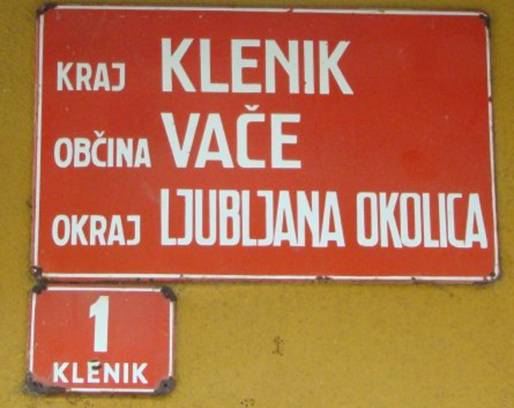 KRAJ KLENIK
OBČINA VAČE
OKRAJ LJUBLJANA OKOLICA
1
KLENIK